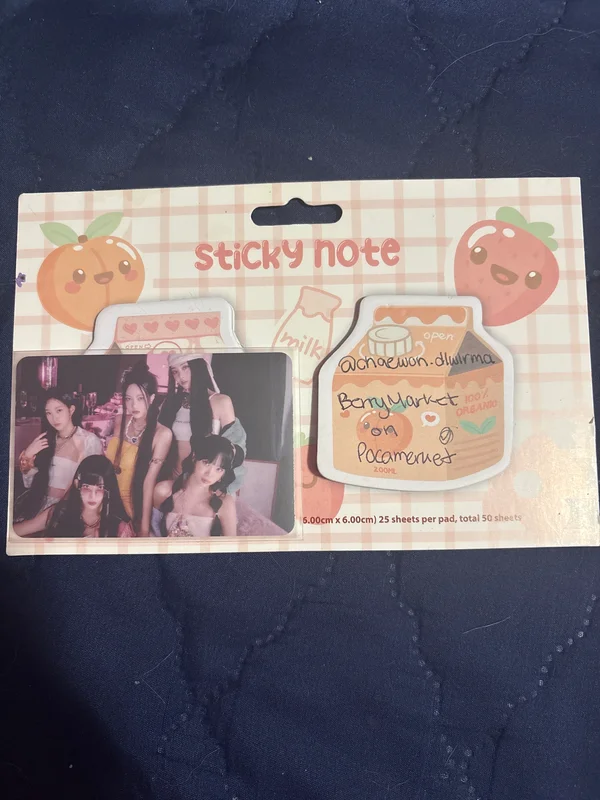 sticky note
milk
open
@chaewon.dlwlrma
BerryMarket
on
Pocamarket
100%
ORGANIC
200ML
6.00cm x 6.00cm) 25 sheets per pad, total 50 sheets